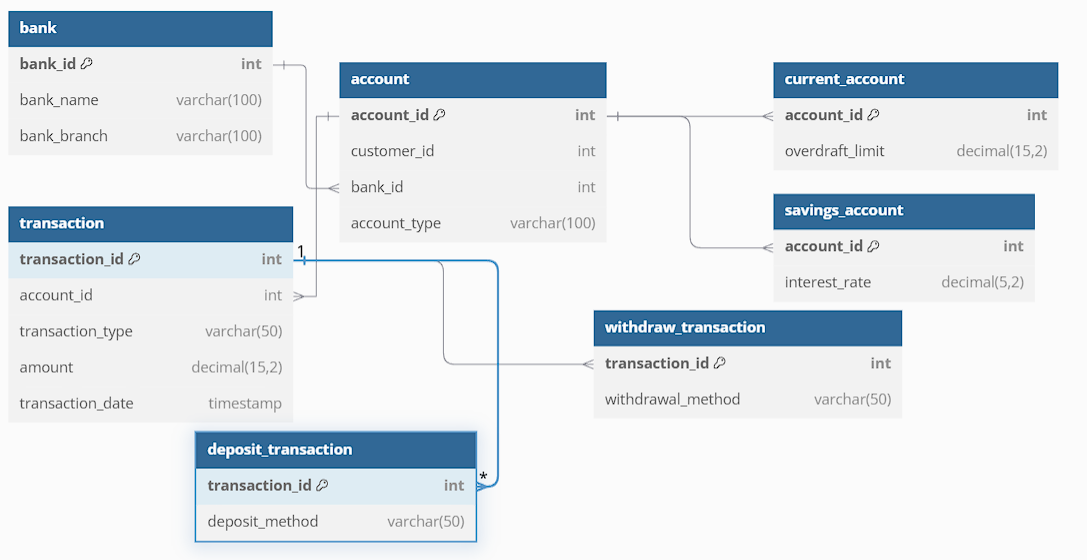 bank
bank_id int
bank_name varchar(100)
bank_branch varchar(100)
account
account_id int
customer_id int
bank_id int
account_type varchar(100)
current_account
account_id int
overdraft_limit decimal(15,2)
savings_account
account_id int
interest_rate decimal(5,2)
transaction
transaction_id int
1
account_id int
transaction_type varchar(50)
amount decimal(15,2)
transaction_date timestamp
withdraw_transaction
transaction_id int
withdrawal_method varchar(50)
deposit_transaction
transaction_id int
*
deposit_method varchar(50)